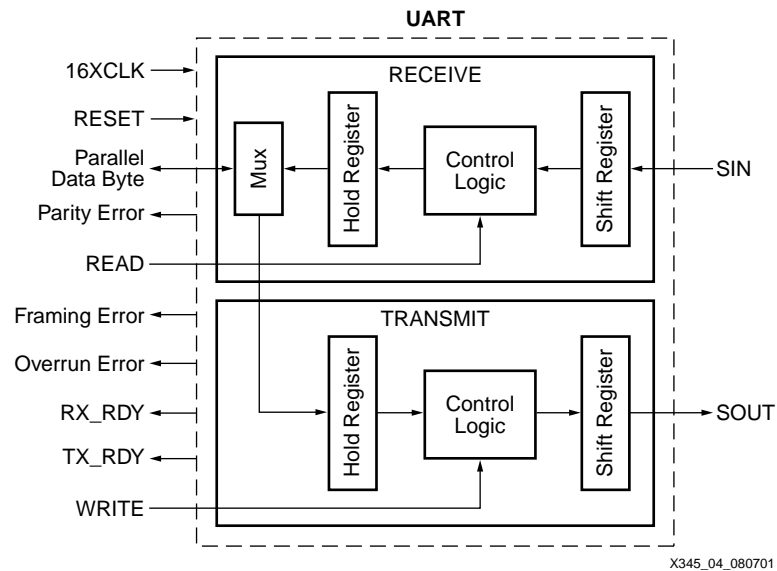 UART
16XCLK
RESET
Parallel
Data Byte
Parity Error
READ
Framing Error
Overrun Error
RX_RDY
TX_RDY
WRITE
RECEIVE
Mux
Hold Register
Control
Logic
Shift Register
SIN
TRANSMIT
Hold Register
Control
Logic
Shift Register
SOUT
X345_04_080701